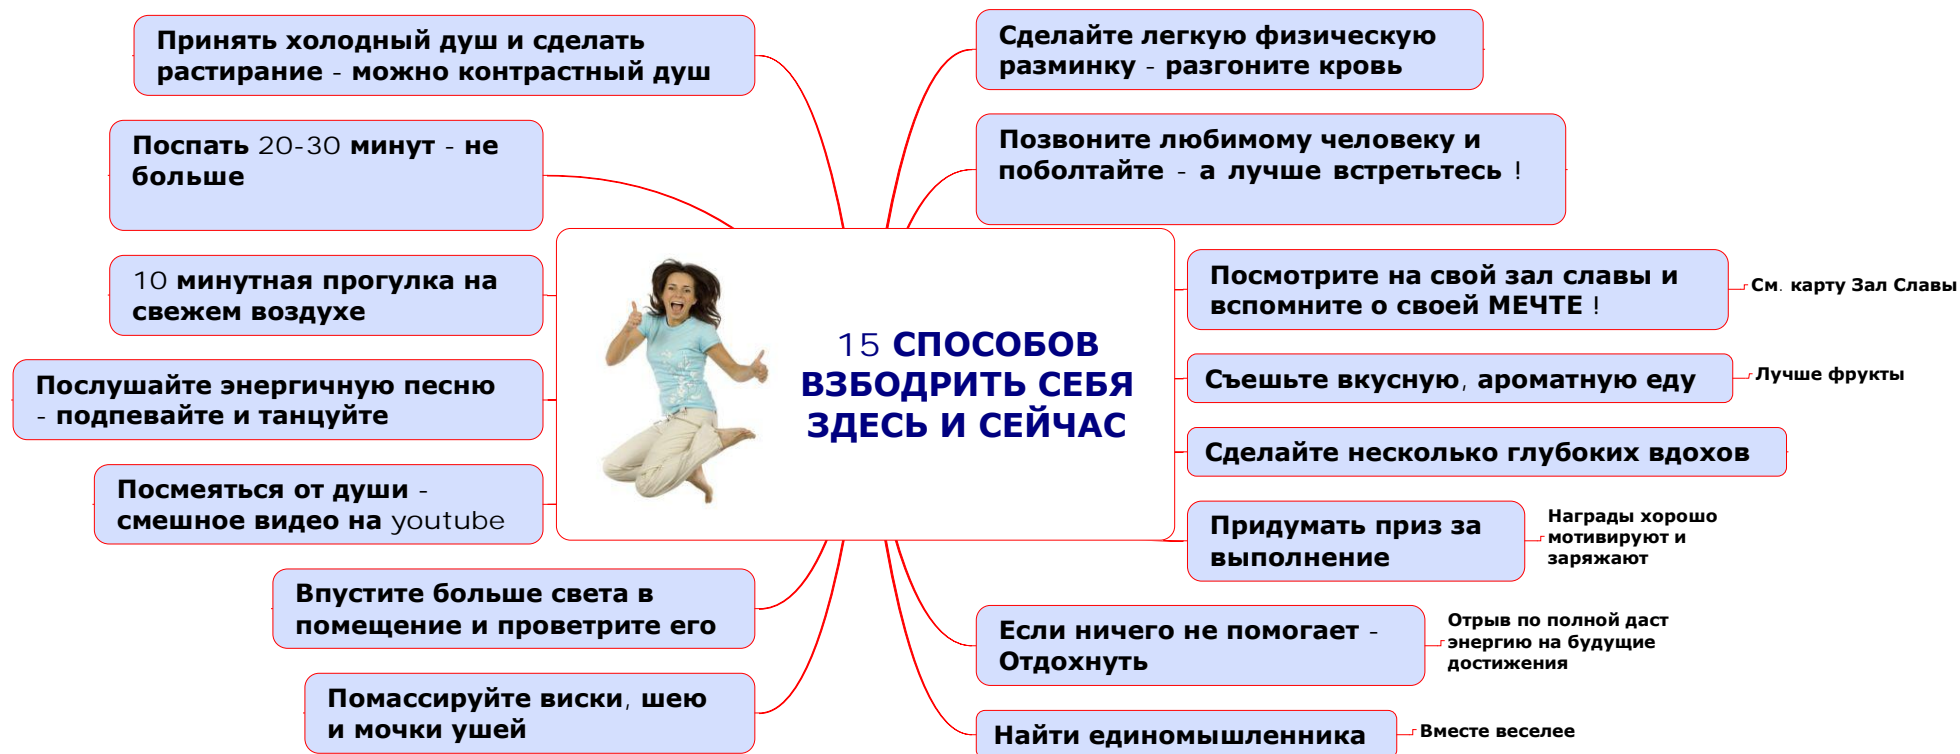 15 СПОСОБОВ
ВЗБОДРИТЬ СЕБЯ
ЗДЕСЬ И СЕЙЧАС
Сделайте легкую физическую
разминку - разгоните кровь
Позвоните любимому человеку и
поболтайте - а лучше встретьтесь !
Посмотрите на свой зал славы и
вспомните о своей МЕЧТЕ !
См. карту Зал Славы
Съешьте вкусную, ароматную еду
Лучше фрукты
Сделайте несколько глубоких вдохов
Придумать приз за
выполнение
Награды хорошо
мотивируют и
заряжают
Если ничего не помогает -
Отдохнуть
Отрыв по полной даст
энергию на будущие
достижения
Найти единомышленника
Вместе веселее
Принять холодный душ и сделать
растирание - можно контрастный душ
Поспать 20-30 минут - не
больше
10 минутная прогулка на
свежем воздухе
Послушайте энергичную песню
- подпевайте и танцуйте
Посмеяться от души -
смешное видео на youtube
Впустите больше света в
помещение и проветрите его
Помассируйте виски, шею
и мочки ушей